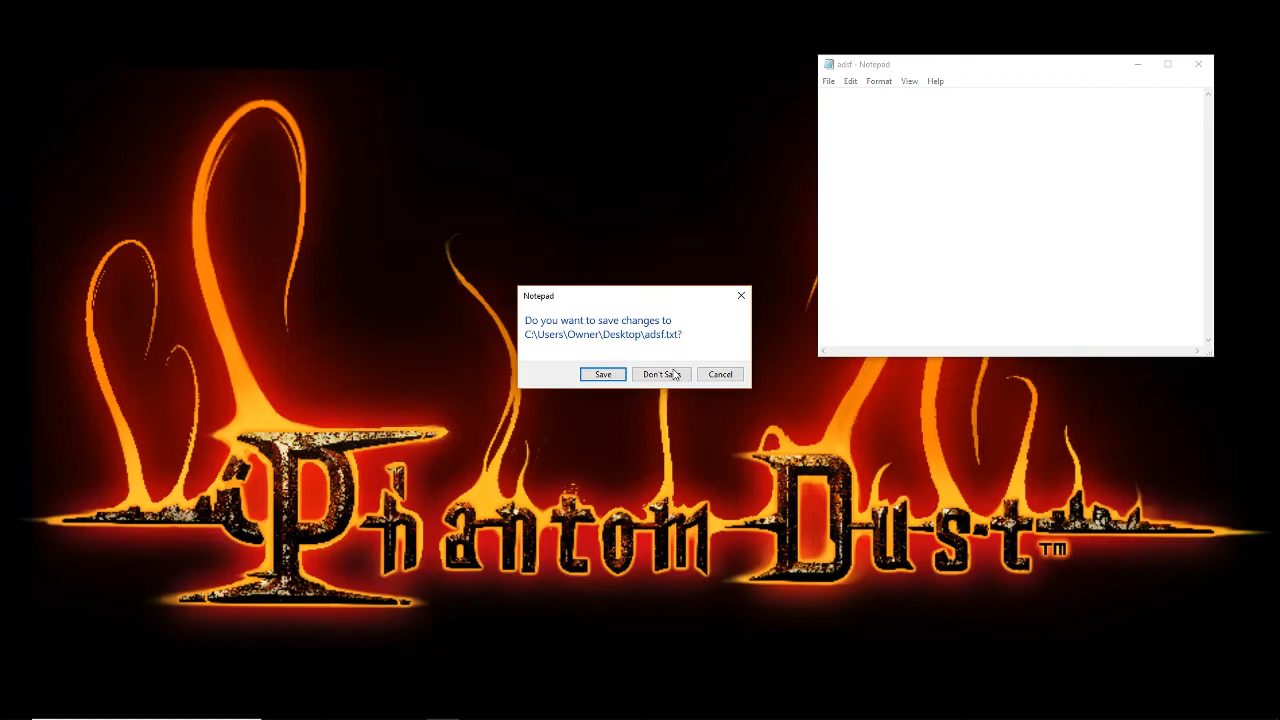 adsf - Notepad
File Edit Format View Help
Notepad
Do you want to save changes to
C:\Users\Owner\Desktop\adsf.txt?
Save Don't Cancel
Phantom Dust™